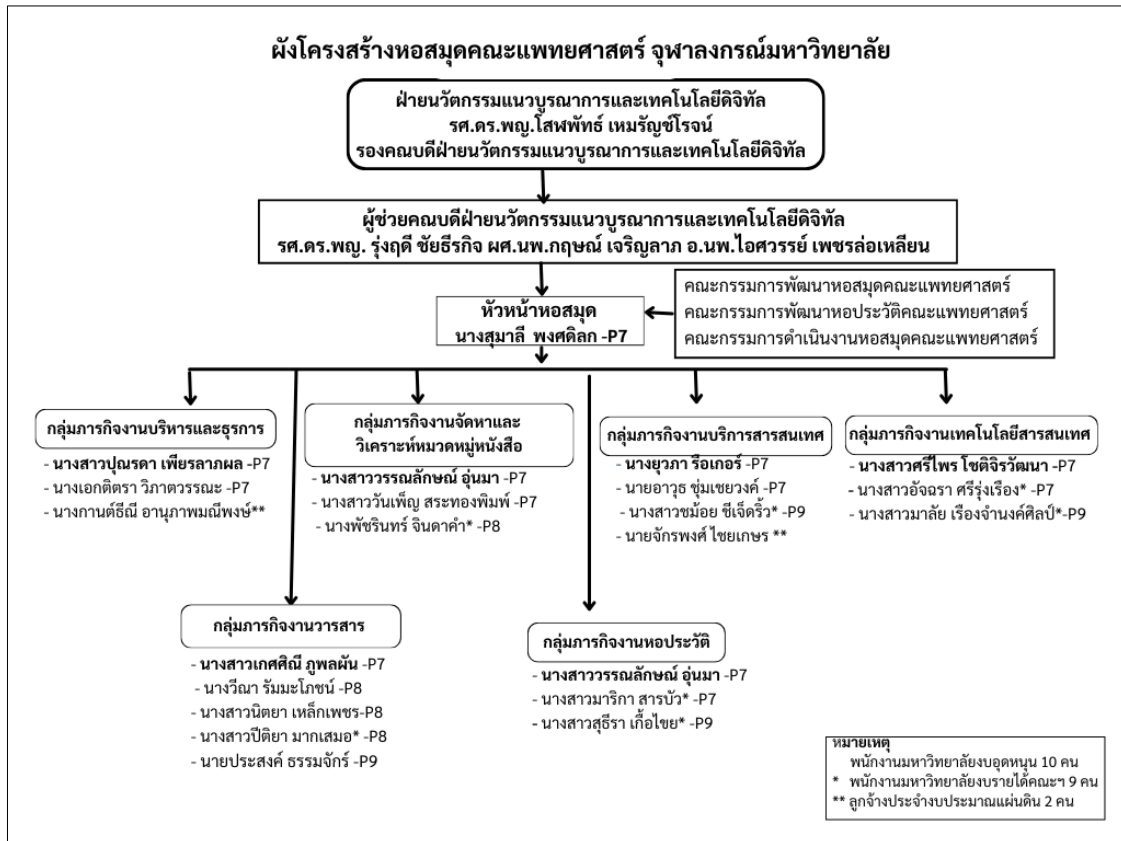 ผังโครงสร้างหอสมุดคณะแพทยศาสตร์ จุฬาลงกรณ์มหาวิทยาลัย
ฝ่ายนวัตกรรมแนวบูรณาการและเทคโนโลยีดิจิทัล
รศ.ดร.พญ.โสฬพัทธ์ เหมรัญช์โรจน์
รองคณบดีฝ่ายนวัตกรรมแนวบูรณาการและเทคโนโลยีดิจิทัล
ผู้ช่วยคณบดีฝ่ายนวัตกรรมแนวบูรณาการและเทคโนโลยีดิจิทัล
รศ.ดร.พญ. รุ่งฤดี ชัยธีรกิจ ผศ.นพ.กฤษณ์ เจริญลาภ อ.นพ.ไอศวรรย์ เพชรล่อเหลียน
หัวหน้าหอสมุด
นางสุมาลี พงศดิลก -P7
คณะกรรมการพัฒนาหอสมุดคณะแพทยศาสตร์
คณะกรรมการพัฒนาหอประวัติคณะแพทยศาสตร์
คณะกรรมการดำเนินงานหอสมุดคณะแพทยศาสตร์
กลุ่มภารกิจงานบริหารและธุรการ
- นางสาวปุณรดา เพียรลาภผล -P7
- นางเอกติตรา วิภาตวรรณะ -P7
- นางกานต์ธีณี อานุภาพมณีพงษ์**
กลุ่มภารกิจงานจัดหาและ
วิเคราะห์หมวดหมู่หนังสือ
- นางสาววรรณลักษณ์ อุ่นมา -P7
- นางสาววันเพ็ญ สระทองพิมพ์ -P7
- นางพัชรินทร์ จินดาคำ* -P8
กลุ่มภารกิจงานบริการสารสนเทศ
- นางยุวภา รือเกอร์ -P7
- นายอาวุธ ชุ่มเชยวงค์ -P7
- นางสาวชม้อย ชีเจ็ดริ้ว* -P9
- นายจักรพงศ์ ไชยเกษร **
กลุ่มภารกิจงานเทคโนโลยีสารสนเทศ
- นางสาวศรีไพร โชติจิรวัฒนา -P7
- นางสาวอัจฉรา ศรีรุ่งเรือง* -P7
- นางสาวมาลัย เรืองจำนงค์ศิลป์*-P9
กลุ่มภารกิจงานวารสาร
- นางสาวเกศศิณี ภูพลผัน -P7
- นางวีณา รัมมะโภชน์ -P8
- นางสาวนิตยา เหล็กเพชร-P8
- นางสาวปีติยา มากเสมอ* -P8
- นายประสงค์ ธรรมจักร์ -P9
กลุ่มภารกิจงานหอประวัติ
- นางสาววรรณลักษณ์ อุ่นมา -P7
- นางสาวมาริกา สารบัว* -P7
- นางสาวสุธีรา เกื้อไขย* -P9
หมายเหตุ
พนักงานมหาวิทยาลัยงบอุดหนุน 10 คน
* พนักงานมหาวิทยาลัยงบรายได้คณะฯ 9 คน
** ลูกจ้างประจำงบประมาณแผ่นดิน 2 คน